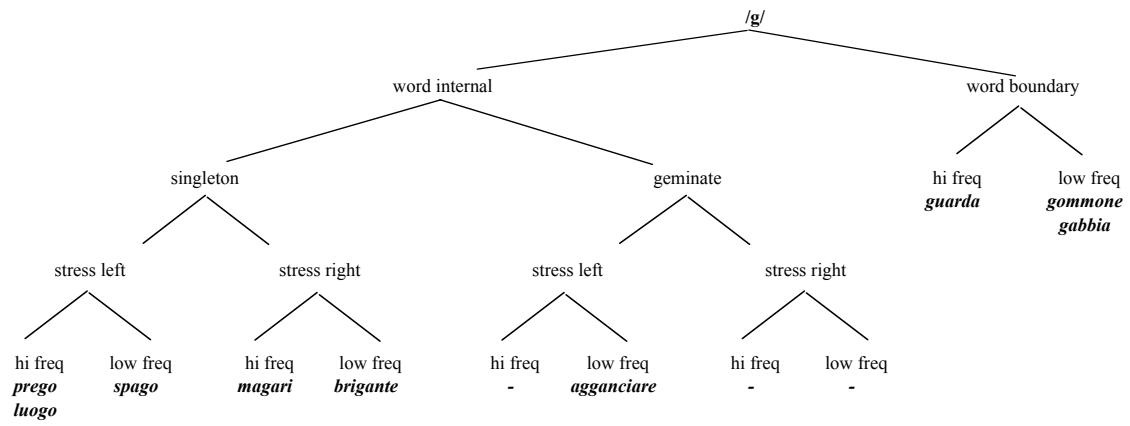 /g/
word internal word boundary
singleton geminate hi freq low freq
guarda gommone
gabbia
stress left stress right stress left stress right
hi freq low freq hi freq low freq hi freq low freq hi freq low freq
prego spago magari brigante - agganciare - -
luogo